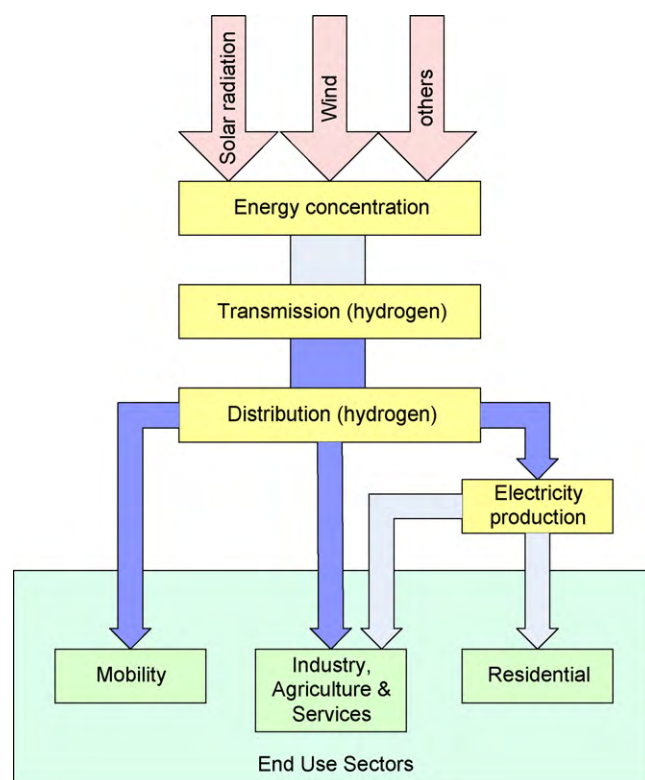 Solar radiation
Wind
others
Energy concentration
Transmission (hydrogen)
Distribution (hydrogen)
Electricity
production
Mobility
Industry,
Agriculture &
Services
Residential
End Use Sectors